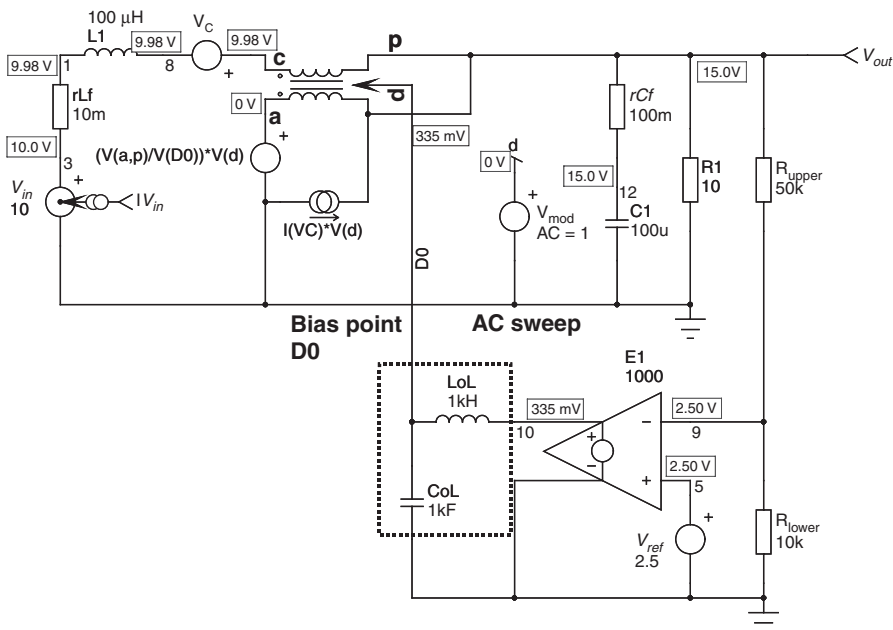 100 µH
L1
9.98 V
V_C
9.98 V
9.98 V
1
8
+
c
p
V_out
15.0V
rLf
10m
0 V
a
d
335 mV
rCf
100m
10.0 V
3
(V(a,p)/V(D0))*V(d)
+
d
0 V
15.0 V
12
R1
10
R_upper
50k
V_in
10
+
IV_in
I(VC)*V(d)
+
V_mod
AC = 1
C1
100u
D0
Bias point
D0
AC sweep
E1
1000
LoL
1kH
335 mV
10
2.50 V
9
+
−
−
+
2.50 V
5
CoL
1kF
V_ref
2.5
+
R_lower
10k